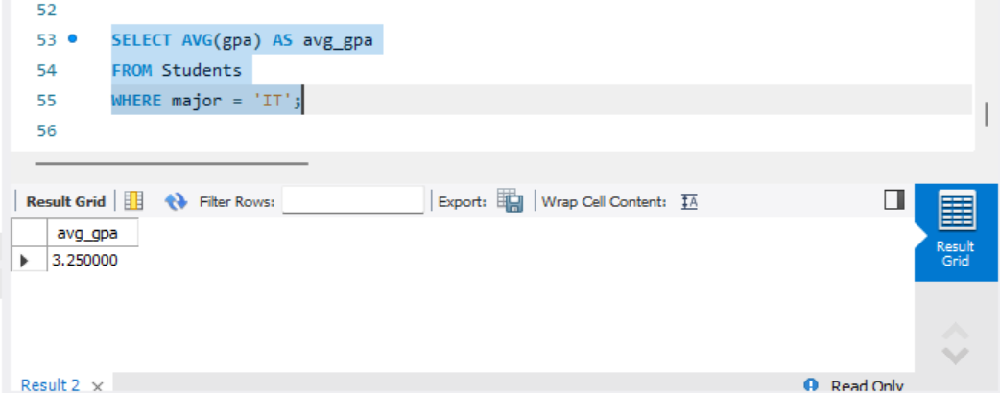 52
53 SELECT AVG(gpa) AS avg_gpa
54 FROM Students
55 WHERE major = 'IT';
56
Result Grid Filter Rows: Export: Wrap Cell Content: IA
avg_gpa
3.250000
Result
Grid
Result 2 × Read Only